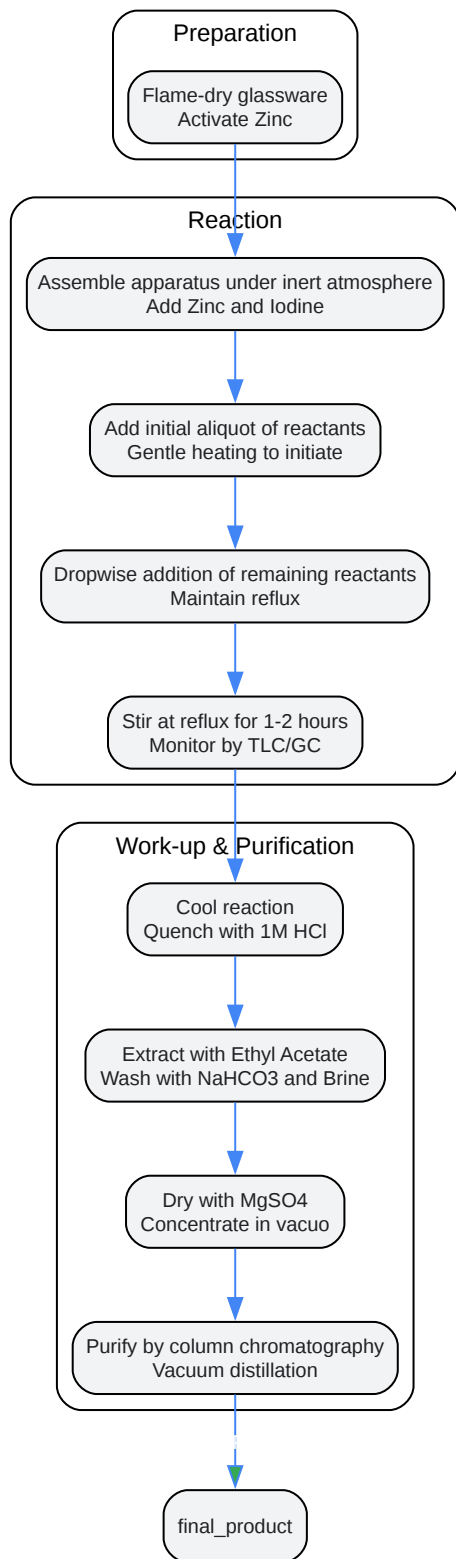 Preparation
Flame-dry glassware
Activate Zinc
Reaction
Assemble apparatus under inert atmosphere
Add Zinc and Iodine
Add initial aliquot of reactants
Gentle heating to initiate
Dropwise addition of remaining reactants
Maintain reflux
Stir at reflux for 1-2 hours
Monitor by TLC/GC
Work-up & Purification
Cool reaction
Quench with 1M HCl
Extract with Ethyl Acetate
Wash with NaHCO3 and Brine
Dry with MgSO4
Concentrate in vacuo
Purify by column chromatography
Vacuum distillation
final_product